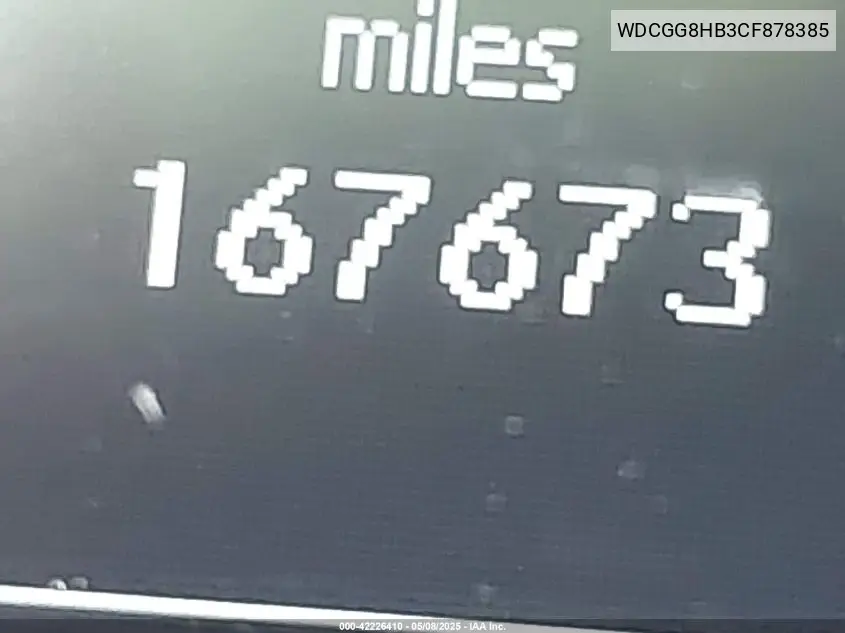 WDCGG8HB3CF878385
miles
167673
000-42226410 - 05/08/2025 - IAA Inc.